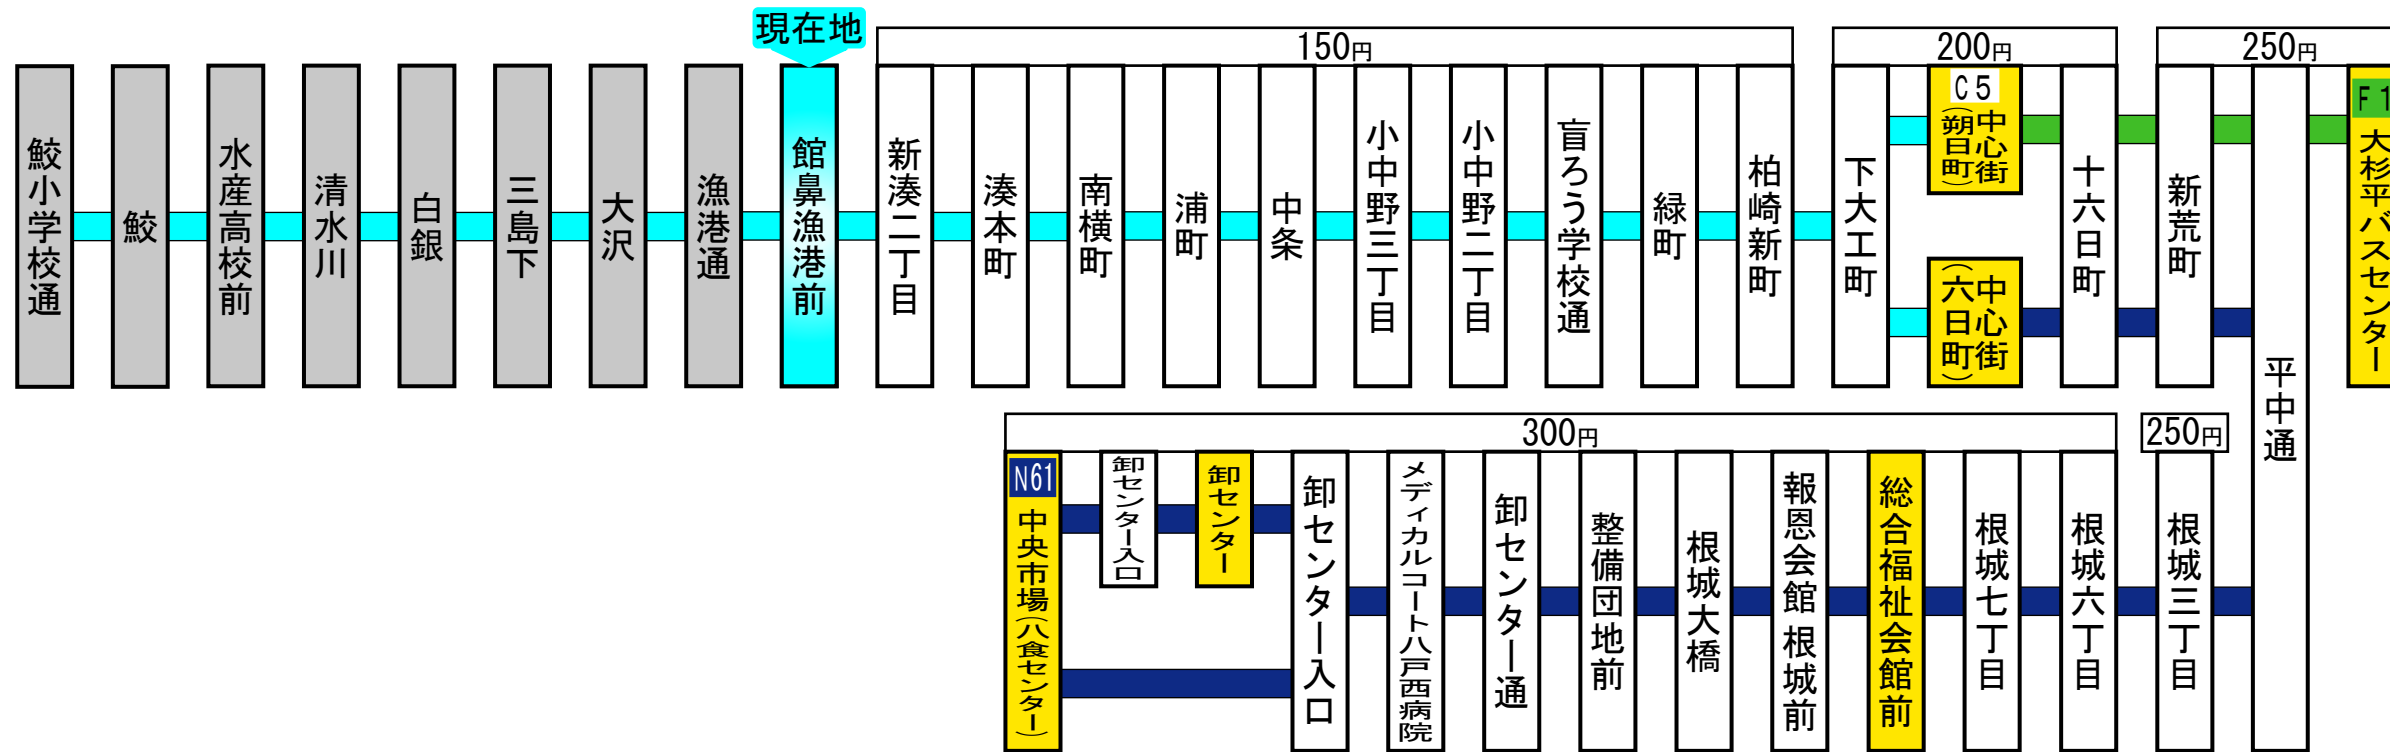 現在地
150円
200円
250円
鮫小学校通
鮫
水産高校前
清水川
白銀
三島下
大沢
漁港通
館鼻漁港前
新湊二丁目
湊本町
南横町
浦町
中条
小中野三丁目
小中野二丁目
盲ろう学校通
緑町
柏崎新町
下大工町
C5
中心街
(朔日町)
中心街
(六日町)
十六日町
新荒町
平中通
F1
大杉平バスセンター
300円
250円
N61
中央市場(八食センター)
卸センター入口
卸センター
卸センター入口
メディカルコート八戸西病院
卸センター通
整備団地前
根城大橋
報恩会館 根城前
総合福祉会館前
根城七丁目
根城六丁目
根城三丁目